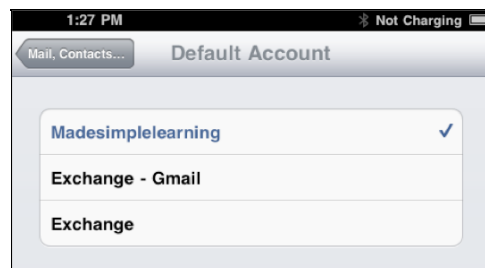 1:27 PM Not Charging
Mail, Contacts... Default Account
Madesimplelearning
Exchange - Gmail
Exchange